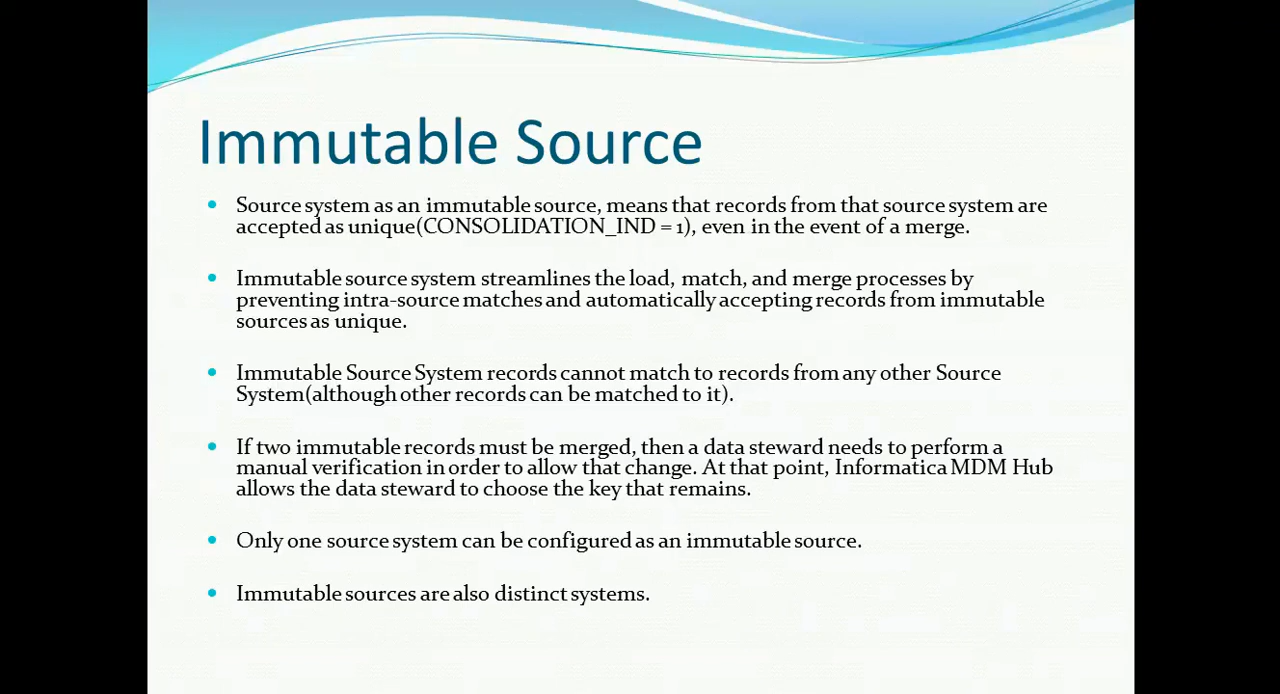 Immutable Source
• Source system as an immutable source, means that records from that source system are
accepted as unique(CONSOLIDATION_IND = 1), even in the event of a merge.
• Immutable source system streamlines the load, match, and merge processes by
preventing intra-source matches and automatically accepting records from immutable
sources as unique.
• Immutable Source System records cannot match to records from any other Source
System(although other records can be matched to it).
• If two immutable records must be merged, then a data steward needs to perform a
manual verification in order to allow that change. At that point, Informatica MDM Hub
allows the data steward to choose the key that remains.
• Only one source system can be configured as an immutable source.
• Immutable sources are also distinct systems.